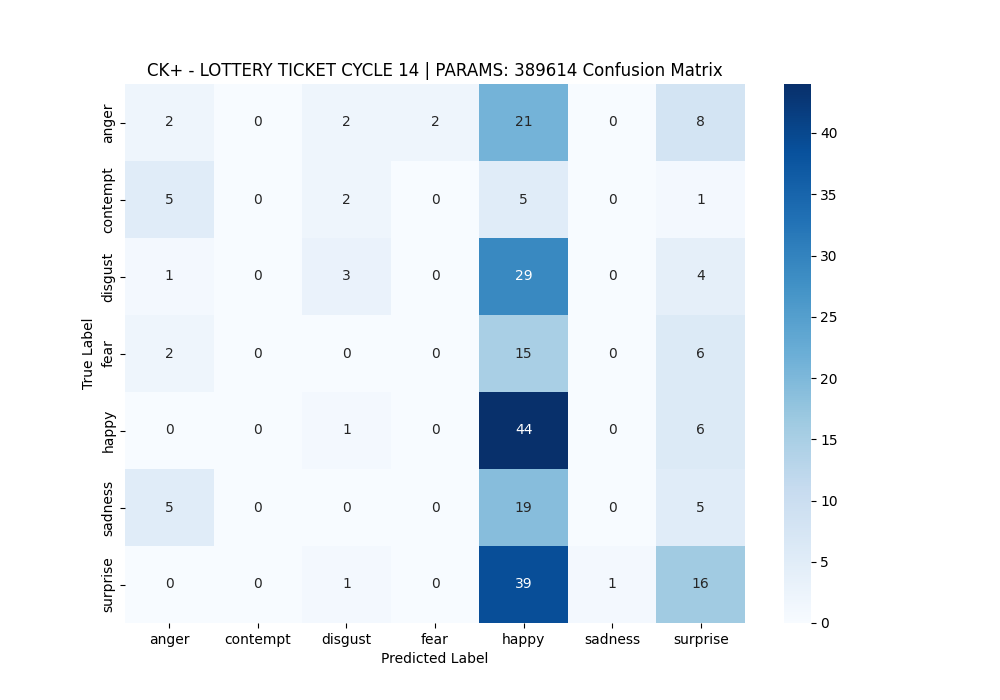 CK+ - LOTTERY TICKET CYCLE 14 | PARAMS: 389614 Confusion Matrix
True Label
anger 2 0 2 2 21 0 8
contempt 5 0 2 0 5 0 1
disgust 1 0 3 0 29 0 4
fear 2 0 0 0 15 0 6
happy 0 0 1 0 44 0 6
sadness 5 0 0 0 19 0 5
surprise 0 0 1 0 39 1 16
anger contempt disgust fear happy sadness surprise
Predicted Label
40
35
30
25
20
15
10
5
0